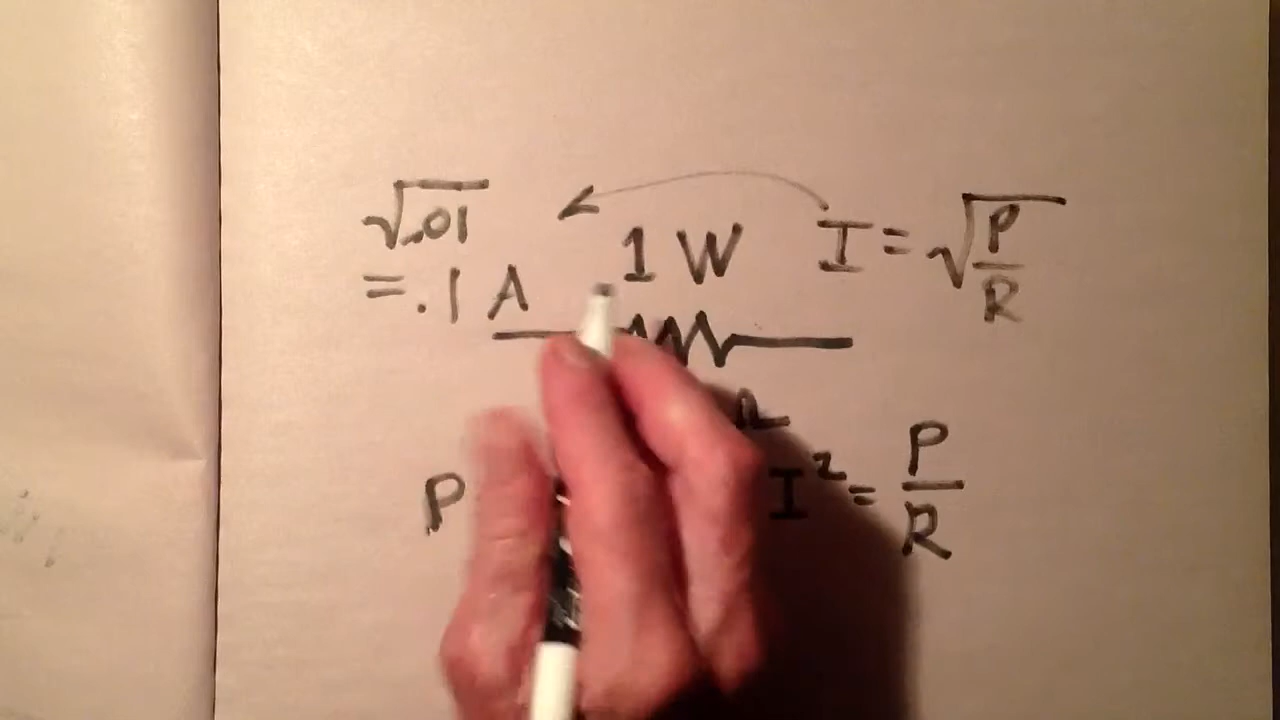 √.01
= .1 A
1 W
I = √P/R
Ω
P
I² = P/R